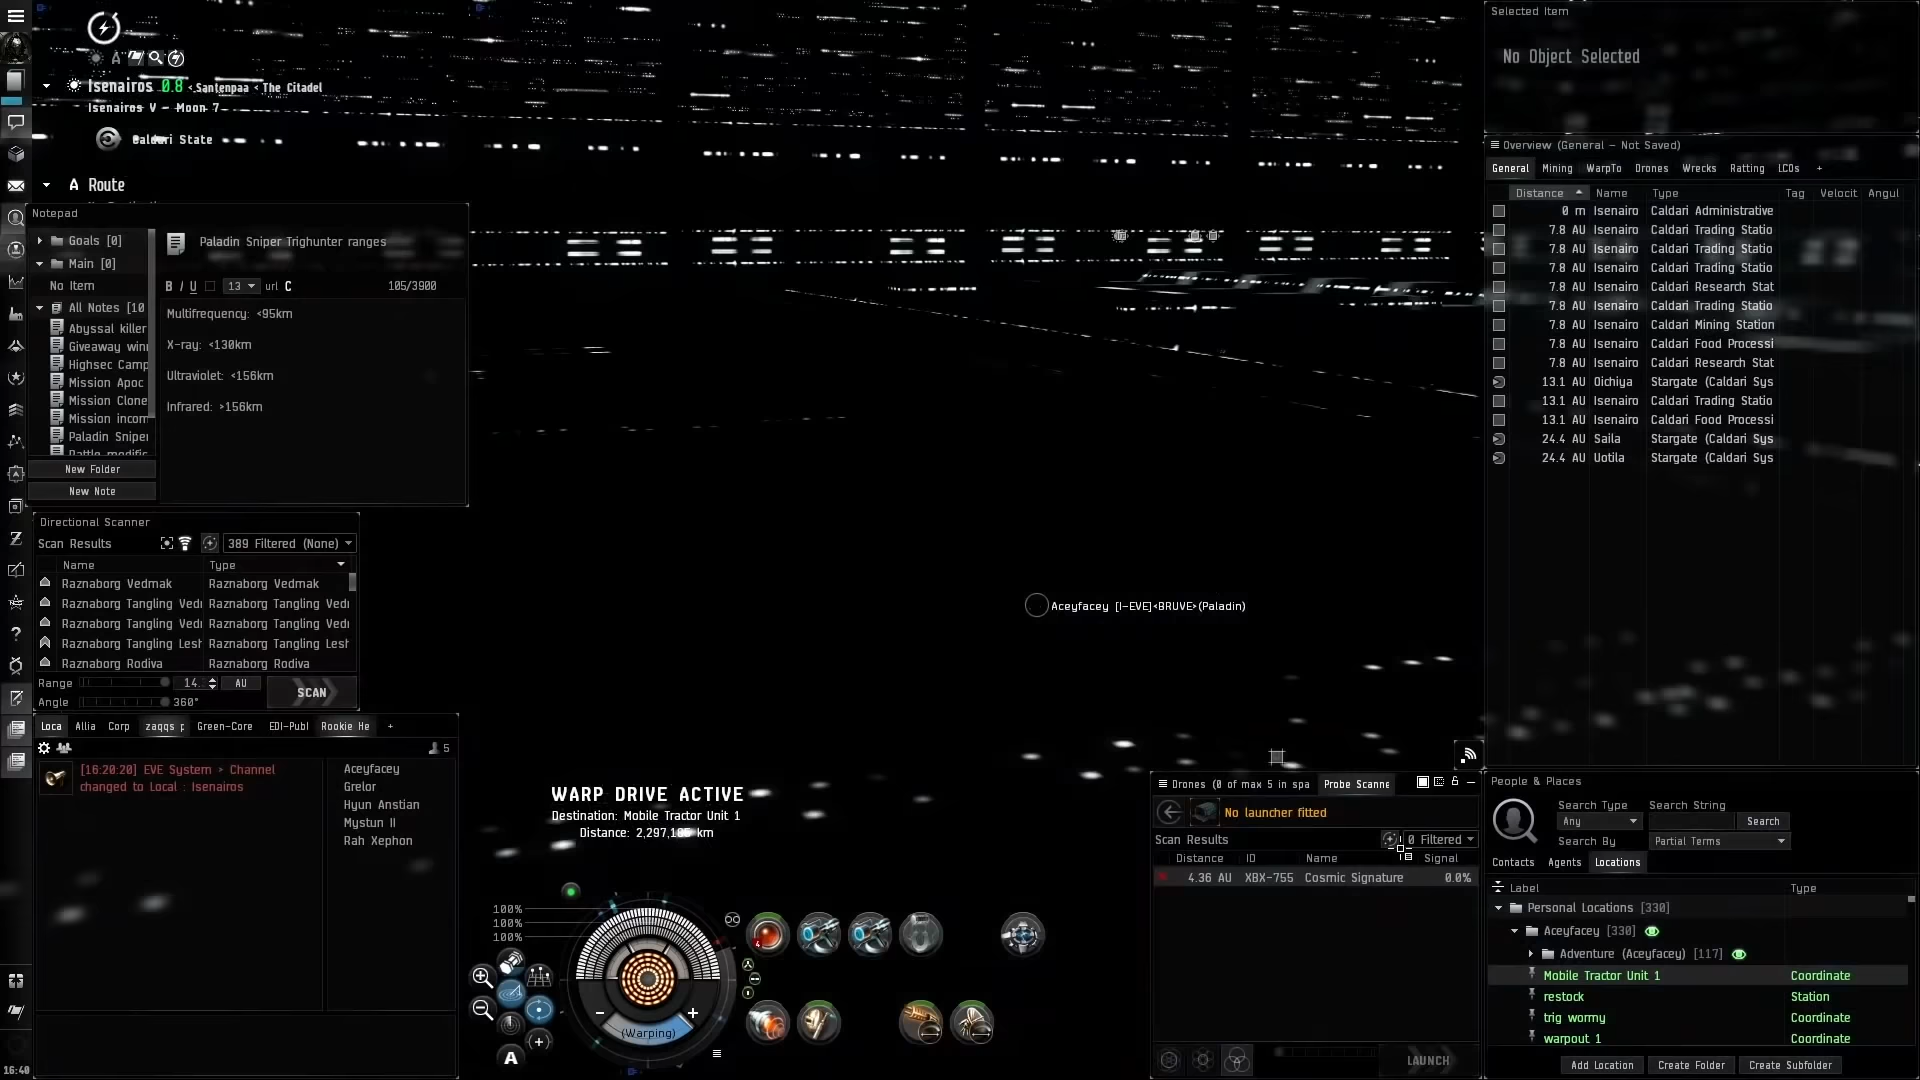 Isenairos 0.8 < Santenpaa < The Citadel
Isenairos V - Moon 7
Caldari State
A Route
Notepad
Goals [0]
Main [0]
No Item
All Notes [10
Abyssal killer
Giveaway winn
Highsec Camp
Mission Apoc
Mission Clone
Mission incom
Paladin Sniper
New Folder
New Note
Paladin Sniper Trighunter ranges
B I U 13 url C 105/3900
Multifrequency: <95km
X-ray: <130km
Ultraviolet: <156km
Infrared: >156km
Directional Scanner
Scan Results 389 Filtered (None)
Name Type
Raznaborg Vedmak Raznaborg Vedmak
Raznaborg Tangling Ved Raznaborg Tangling Ved
Raznaborg Tangling Ved Raznaborg Tangling Ved
Raznaborg Tangling Lesh Raznaborg Tangling Lesh
Raznaborg Rodiva Raznaborg Rodiva
Range 14. AU SCAN
Angle 360°
Loca Allia Corp zaqqs p Green-Core EDI-Publ Rookie He +
5
[16:20:20] EVE System > Channel
changed to Local : Isenairos
Aceyfacey
Grelor
Hyun Anstian
Mystun II
Rah Xephon
16:40
Aceyfacey [I-EVE]<BRUVE>(Paladin)
WARP DRIVE ACTIVE
Destination: Mobile Tractor Unit 1
100%
100%
100%
4
(Warping)
A
Drones (0 of max 5 in spa Probe Scanne
No launcher fitted
Scan Results 0 Filtered
Distance ID Name Signal
4.36 AU XBX-755 Cosmic Signature 0.0%
LAUNCH
Selected Item
No Object Selected
Overview (General - Not Saved)
General Mining WarpTo Drones Wrecks Ratting LCOs +
Distance Name Type Tag Velocit Angul
0 m Isenairo Caldari Administrative
7.8 AU Isenairo Caldari Trading Statio
7.8 AU Isenairo Caldari Trading Statio
7.8 AU Isenairo Caldari Trading Statio
7.8 AU Isenairo Caldari Research Stat
7.8 AU Isenairo Caldari Trading Statio
7.8 AU Isenairo Caldari Mining Station
7.8 AU Isenairo Caldari Food Processi
7.8 AU Isenairo Caldari Research Stat
13.1 AU Oichiya Stargate (Caldari Sys
13.1 AU Isenairo Caldari Trading Statio
13.1 AU Isenairo Caldari Food Processi
24.4 AU Saila Stargate (Caldari Sys
24.4 AU Uotila Stargate (Caldari Sys
People & Places
Search Type Search String
Any Search
Search By Partial Terms
Contacts Agents Locations
Label Type
Personal Locations [330]
Aceyfacey [330]
Adventure (Aceyfacey) [117]
Mobile Tractor Unit 1 Coordinate
restock Station
trig wormy Coordinate
warpout 1 Coordinate
Add Location Create Folder Create Subfolder